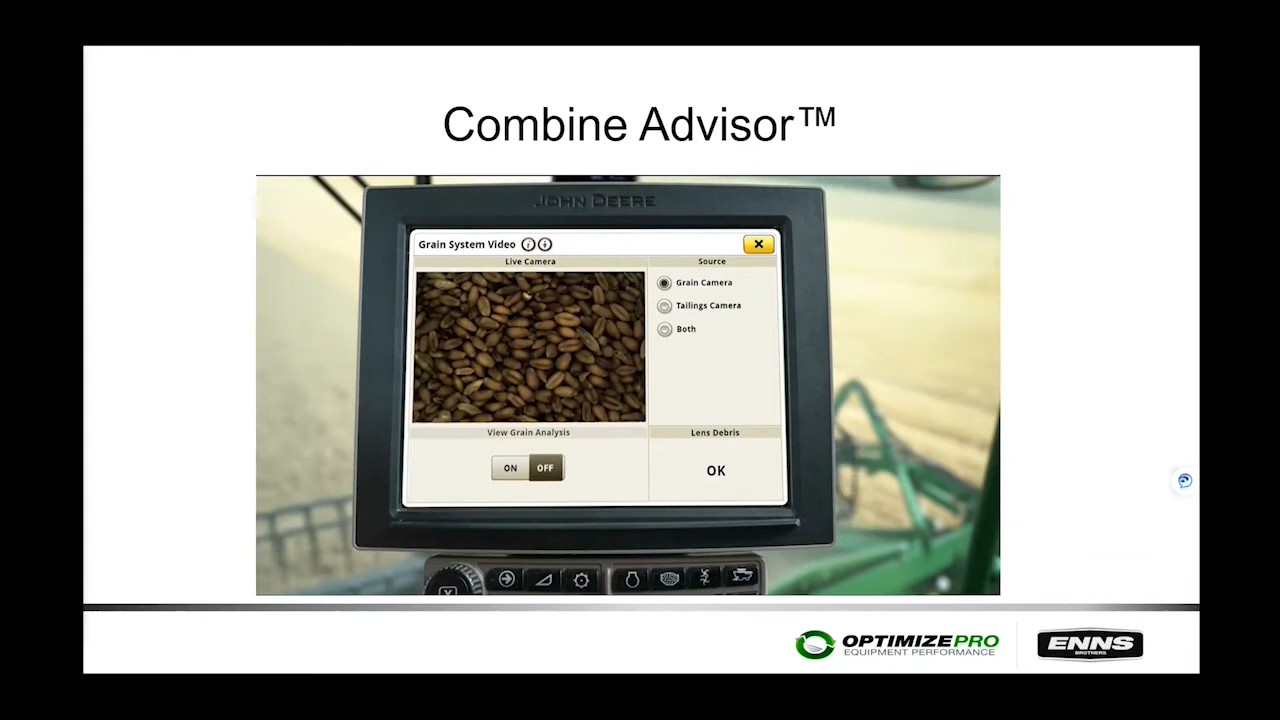 Combine Advisor™
JOHN DEERE
Grain System Video
Live Camera
Source
Grain Camera
Tailings Camera
Both
View Grain Analysis
Lens Debris
ON OFF
OK
OPTIMIZEPRO
EQUIPMENT PERFORMANCE
ENNS
BROTHERS